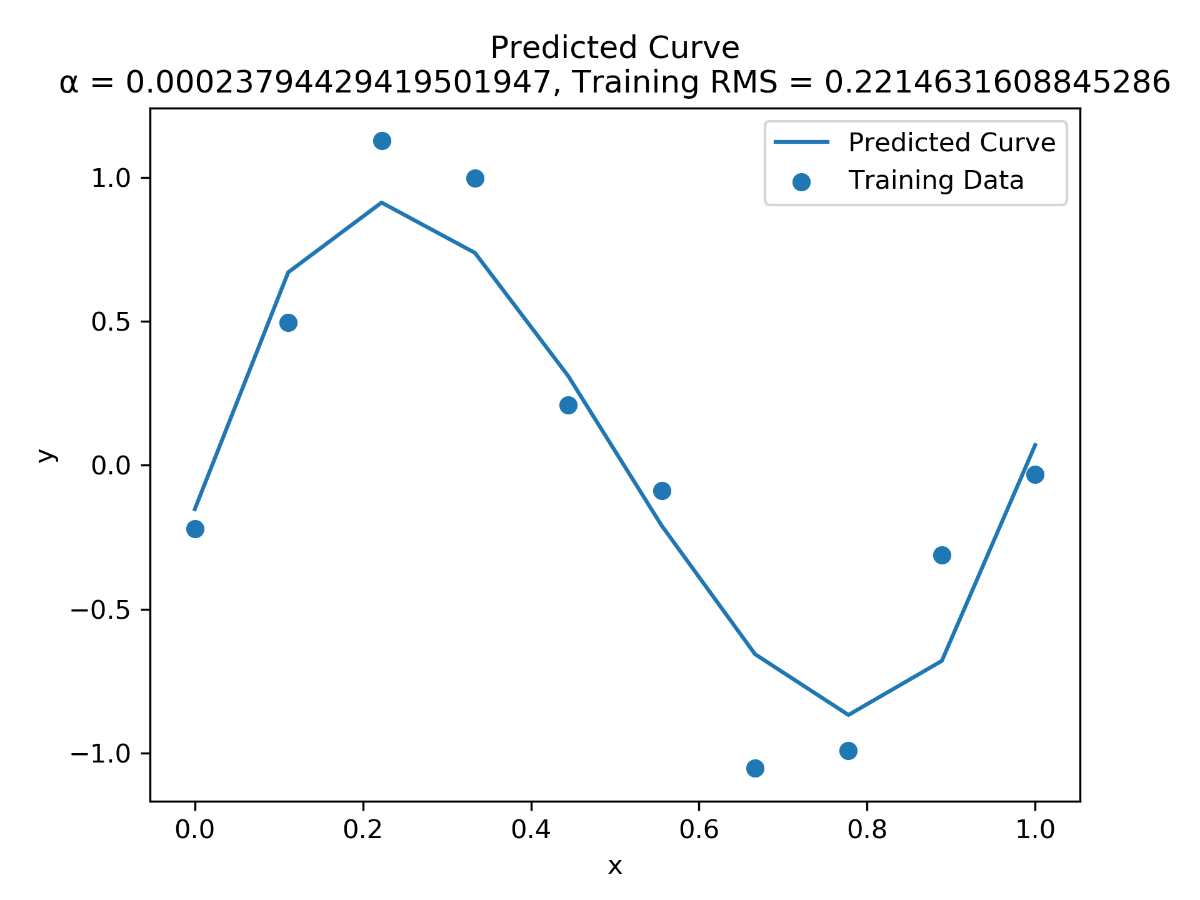 Predicted Curve
α = 0.00023794429419501947, Training RMS = 0.2214631608845286
Predicted Curve
Training Data
1.0
0.5
0.0
−0.5
−1.0
y
0.0 0.2 0.4 0.6 0.8 1.0
x